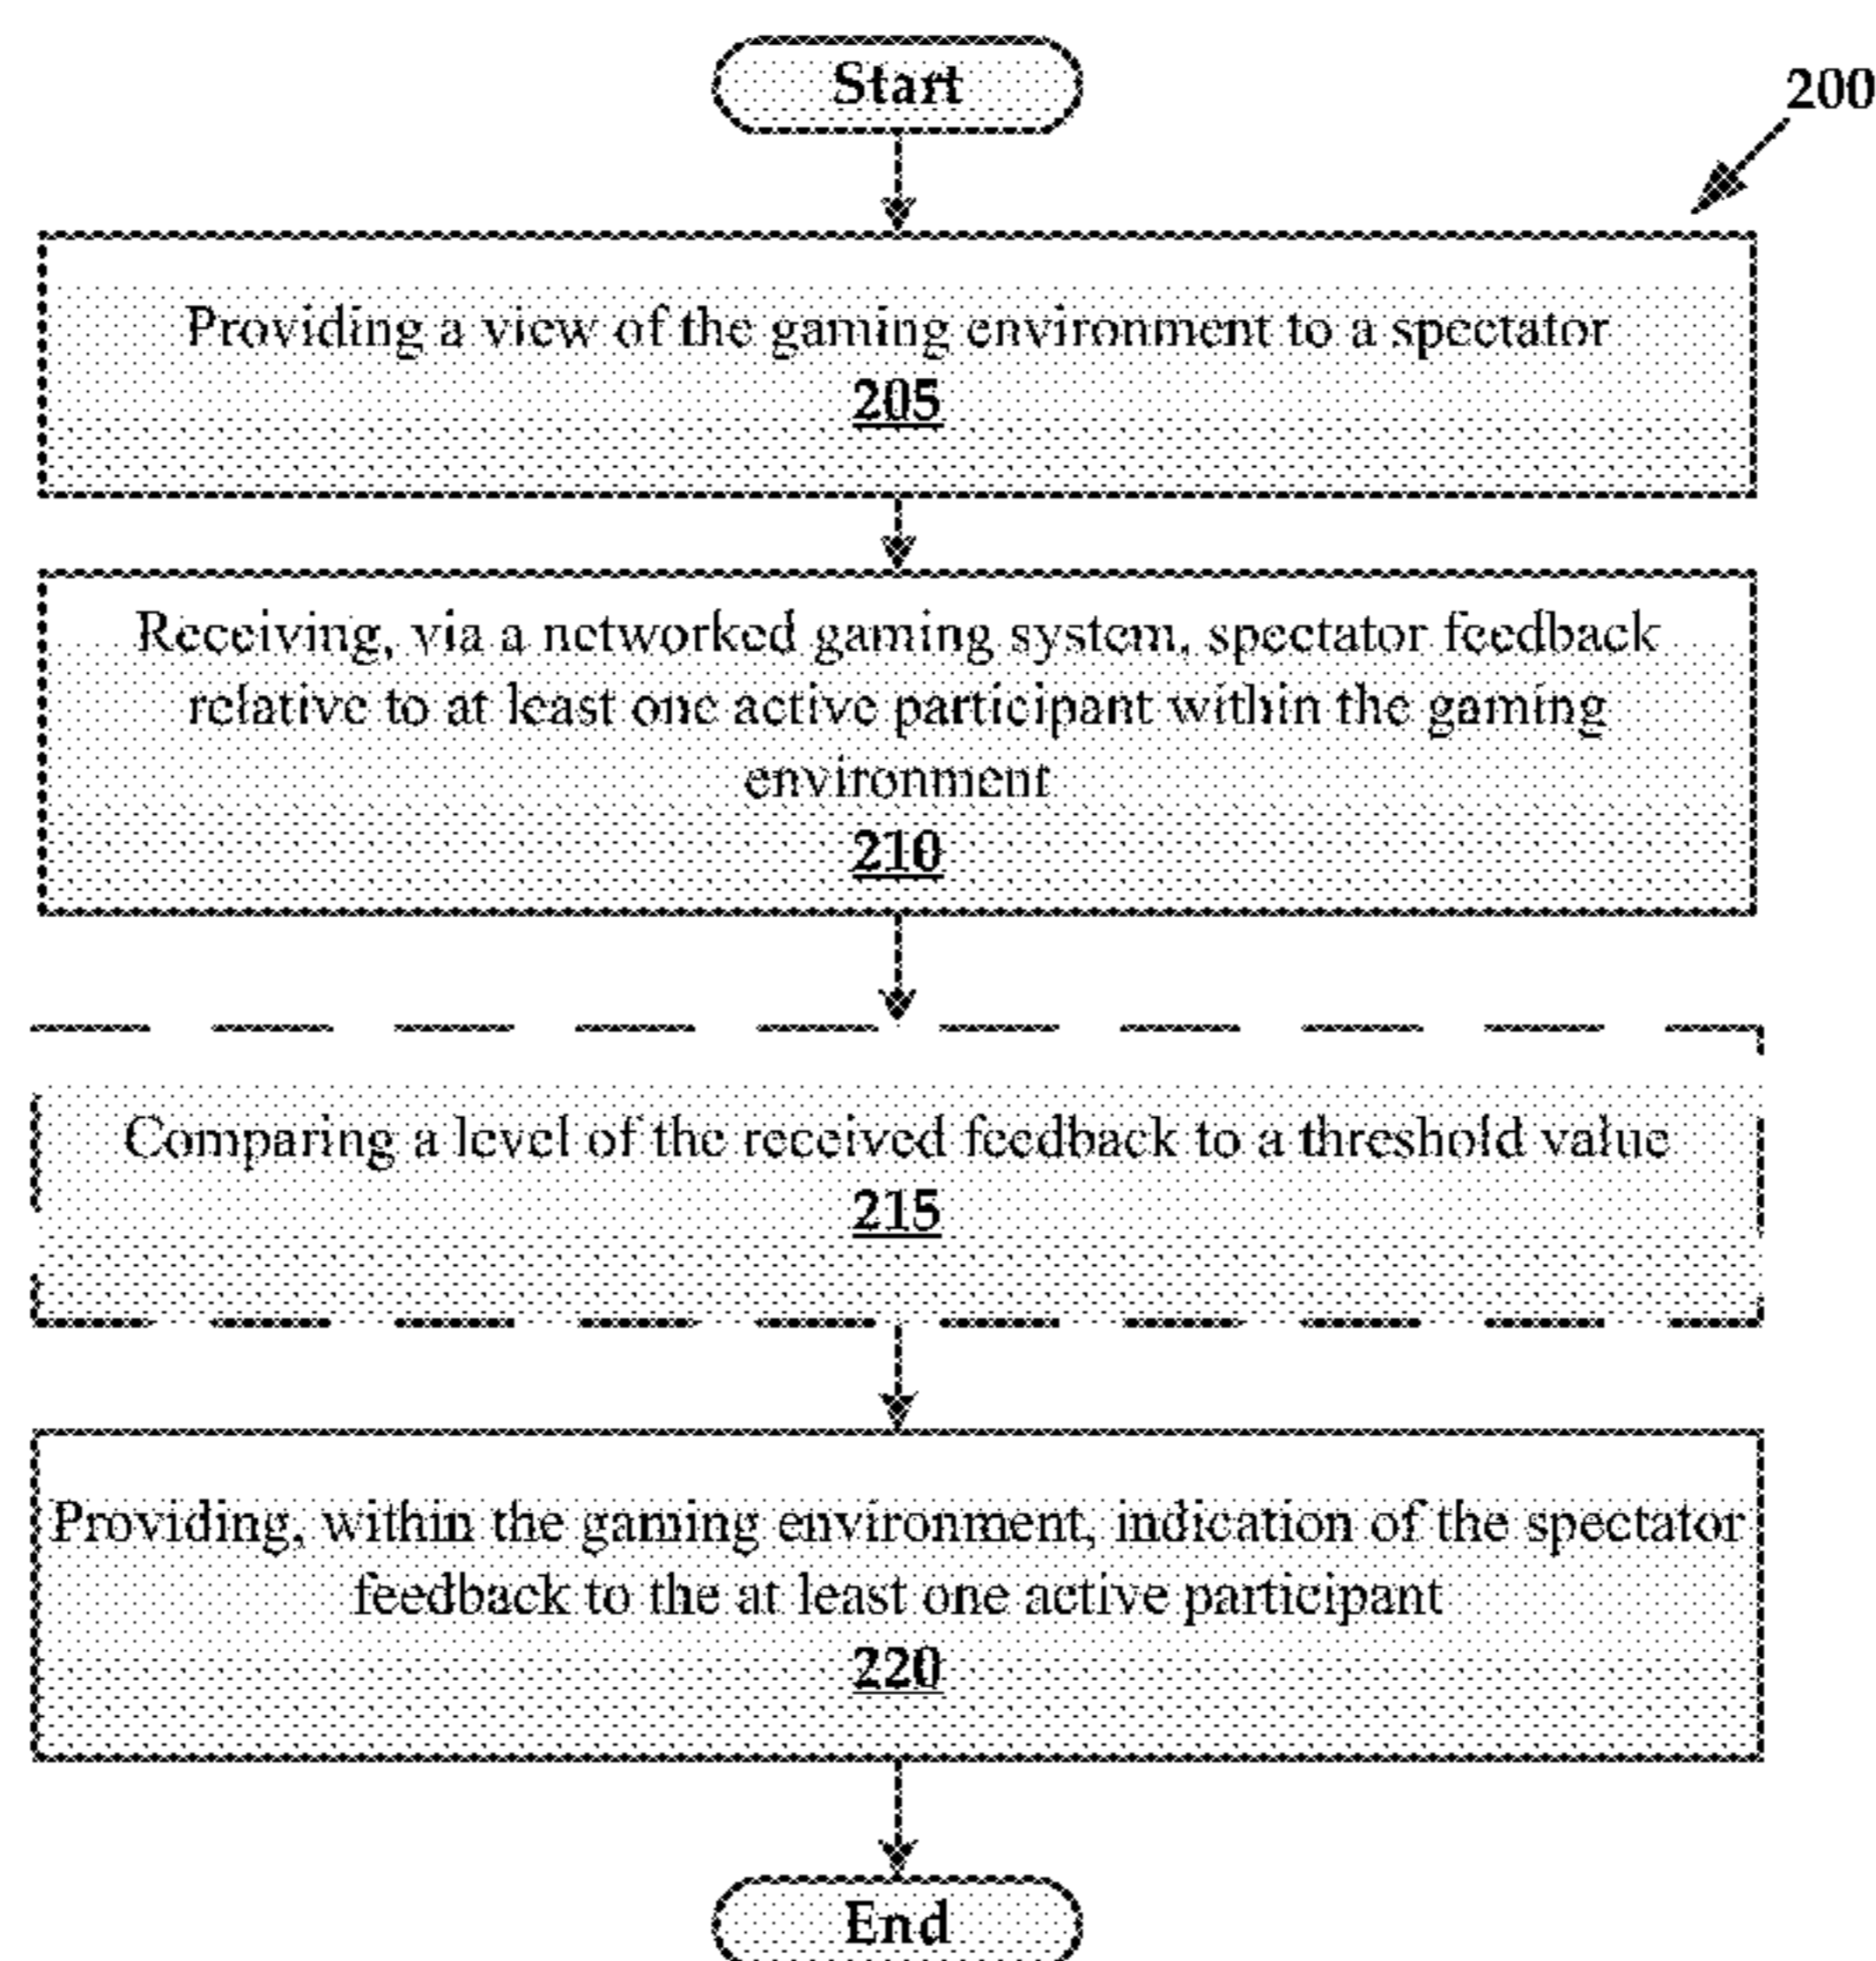 Start
200
Providing a view of the gaming environment to a spectator
205
Receiving, via a networked gaming system, spectator feedback
relative to at least one active participant within the gaming
environment
210
Comparing a level of the received feedback to a threshold value
215
Providing, within the gaming environment, indication of the spectator
feedback to the at least one active participant
220
End